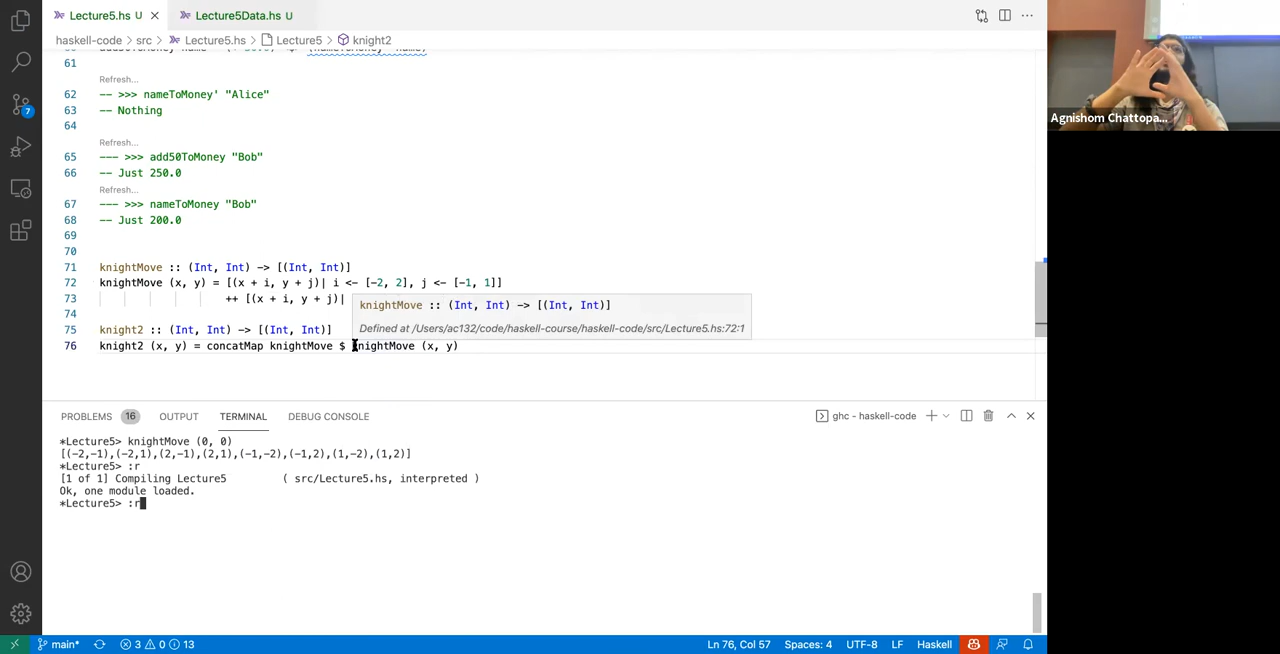 Lecture5.hs U
Lecture5Data.hs U
haskell-code > src > Lecture5.hs > Lecture5 > knight2
61
Refresh...
62 -- >>> nameToMoney' "Alice"
63 -- Nothing
64
Refresh...
65 --- >>> add50ToMoney "Bob"
66 -- Just 250.0
Refresh...
67 --- >>> nameToMoney "Bob"
68 -- Just 200.0
69
70
71 knightMove :: (Int, Int) -> [(Int, Int)]
72 knightMove (x, y) = [(x + i, y + j)| i <- [-2, 2], j <- [-1, 1]]
73 ++ [(x + i, y + j)|
knightMove :: (Int, Int) -> [(Int, Int)]
Defined at /Users/ac132/code/haskell-course/haskell-code/src/Lecture5.hs:72:1
74
75 knight2 :: (Int, Int) -> [(Int, Int)]
76 knight2 (x, y) = concatMap knightMove $ knightMove (x, y)
PROBLEMS 16 OUTPUT TERMINAL DEBUG CONSOLE
ghc - haskell-code
*Lecture5> knightMove (0, 0)
[(-2,-1),(-2,1),(2,-1),(2,1),(-1,-2),(-1,2),(1,-2),(1,2)]
*Lecture5> :r
[1 of 1] Compiling Lecture5 ( src/Lecture5.hs, interpreted )
Ok, one module loaded.
*Lecture5> :r
7
main* 3 0 13
Ln 76, Col 57 Spaces: 4 UTF-8 LF Haskell
Agnishom Chattopa...